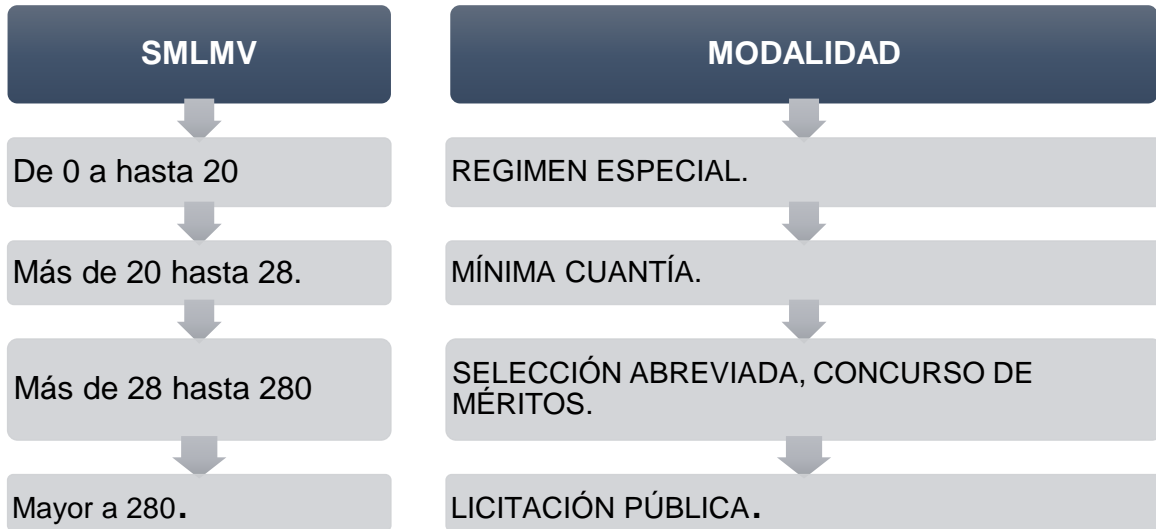 SMLMV
MODALIDAD
De 0 a hasta 20
REGIMEN ESPECIAL.
Más de 20 hasta 28.
MÍNIMA CUANTÍA.
Más de 28 hasta 280
SELECCIÓN ABREVIADA, CONCURSO DE
MÉRITOS.
Mayor a 280.
LICITACIÓN PÚBLICA.